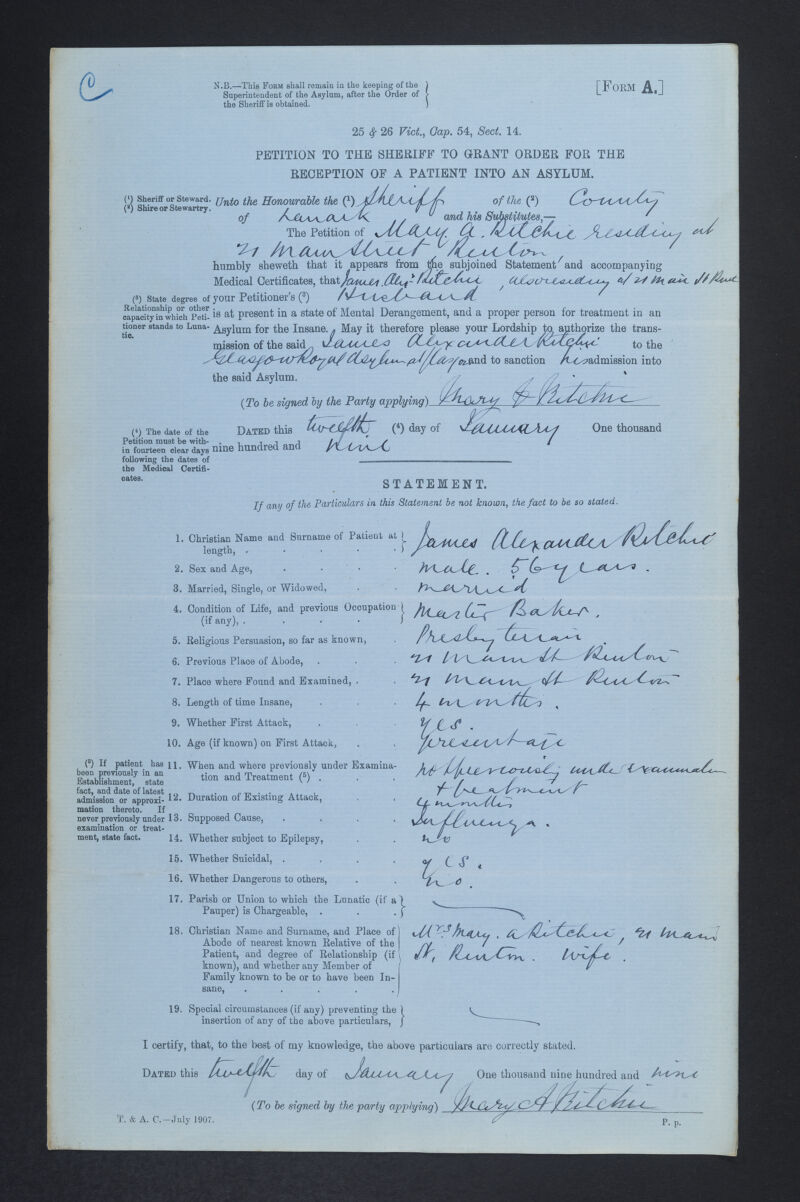 C
N.B.—This Form shall remain in the keeping of the
Superintendent of the Asylum, after the Order of
the Sheriff is obtained.
[Form A.]
25 & 26 Vict., Cap. 54, Sect. 14.
PETITION TO THE SHERIFF TO GRANT ORDER FOR THE
RECEPTION OF A PATIENT INTO AN ASYLUM.
(1) Sheriff or Steward.
(2) Shire or Stewartry.
Unto the Honourable the (1) Sheriff of the (2) County
of Lanark and his Substitutes,—
The Petition of Mary A. Ritchie residing at
21 Main Street, Renton,
humbly sheweth that it appears from the subjoined Statement and accompanying
Medical Certificates, that James Alexr Ritchie, also residing at 21 Main St
(3) State degree of
Relationship or other
capacity in which Peti-
tioner stands to Luna-
tic.
your Petitioner's (3) Husband
is at present in a state of Mental Derangement, and a proper person for treatment in an
Asylum for the Insane. May it therefore please your Lordship to authorize the trans-
mission of the said James Alexander Ritchie to the
Glasgow Royal Asylum at Glasgow and to sanction his admission into
the said Asylum.
(To be signed by the Party applying) Mary A Ritchie
(4) The date of the
Petition must be with-
in fourteen clear days
following the dates of
the Medical Certifi-
cates.
Dated this twelfth (4) day of January One thousand
nine hundred and nine
STATEMENT.
If any of the Particulars in this Statement be not known, the fact to be so stated.
1. Christian Name and Surname of Patient at
length, . James Alexander Ritchie
2. Sex and Age, male. 56 years.
3. Married, Single, or Widowed, married
4. Condition of Life, and previous Occupation
(if any), . Master Baker.
5. Religious Persuasion, so far as known, Presbyterian
6. Previous Place of Abode, . 21 Main St Renton
7. Place where Found and Examined, . 21 Main St Renton
8. Length of time Insane, 4 months.
9. Whether First Attack, yes.
10. Age (if known) on First Attack, present age
(5) If patient has
been previously in an
Establishment, state
fact, and date of latest
admission or approxi-
mation thereto. If
never previously under
examination or treat-
ment, state fact.
11. When and where previously under Examina-
tion and Treatment (5) . not previously under examination
& treatment
12. Duration of Existing Attack, 4 months
13. Supposed Cause, Influenza.
14. Whether subject to Epilepsy, no
15. Whether Suicidal, . yes.
16. Whether Dangerous to others, no.
17. Parish or Union to which the Lunatic (if a
Pauper) is Chargeable, .
18. Christian Name and Surname, and Place of
Abode of nearest known Relative of the
Patient, and degree of Relationship (if
known), and whether any Member of
Family known to be or to have been In-
sane, . Mrs Mary. A Ritchie, 21 Main
St, Renton. wife.
19. Special circumstances (if any) preventing the
insertion of any of the above particulars,
I certify, that, to the best of my knowledge, the above particulars are correctly stated.
Dated this twelfth day of January One thousand nine hundred and nine
(To be signed by the party applying) Mary A Ritchie
T. & A. C.—July 1907.
P. p.